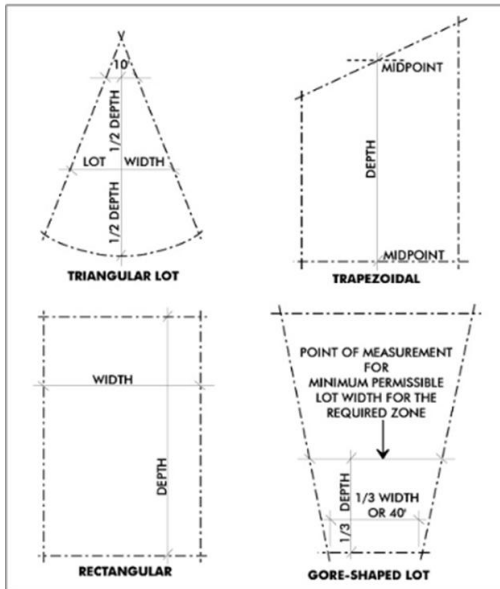 10'
1/2 DEPTH
LOT WIDTH
1/2 DEPTH
TRIANGULAR LOT
MIDPOINT
DEPTH
MIDPOINT
TRAPEZOIDAL
WIDTH
DEPTH
RECTANGULAR
POINT OF MEASUREMENT
FOR
MINIMUM PERMISSIBLE
LOT WIDTH FOR THE
REQUIRED ZONE
1/3 DEPTH
1/3 WIDTH
OR 40'
GORE-SHAPED LOT